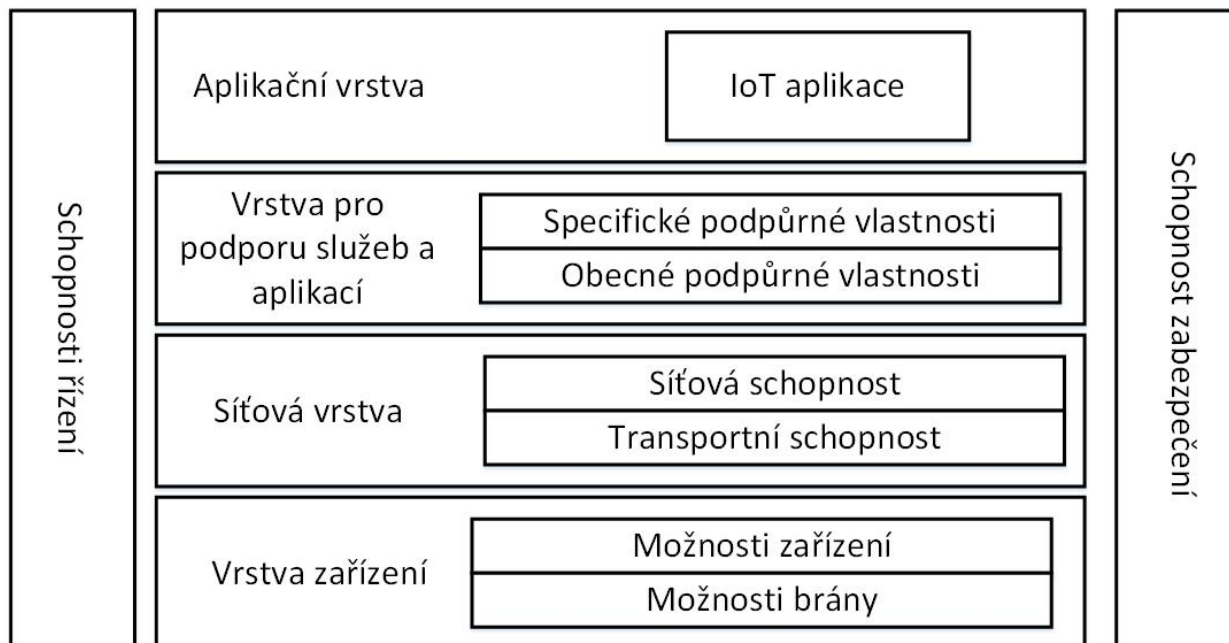 Schopnosti řízení
Aplikační vrstva
IoT aplikace
Vrstva pro
podporu služeb a
aplikací
Specifické podpůrné vlastnosti
Obecné podpůrné vlastnosti
Síťová vrstva
Síťová schopnost
Transportní schopnost
Vrstva zařízení
Možnosti zařízení
Možnosti brány
Schopnost zabezpečení